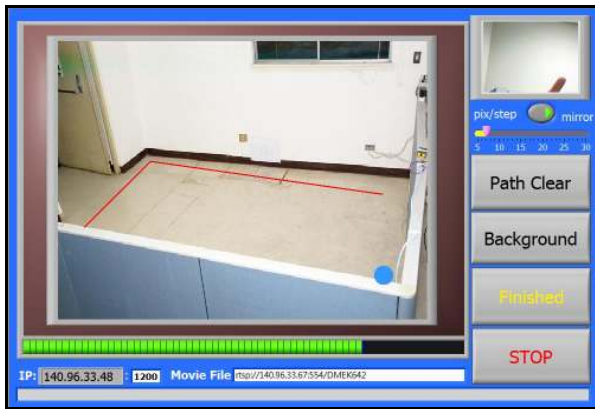 pix/step mirror
5 10 15 20 25 30
Path Clear
Background
Finished
STOP
IP: 140.96.33.48 : 1200 Movie File rtsp://140.96.33.67:554/DMEK642